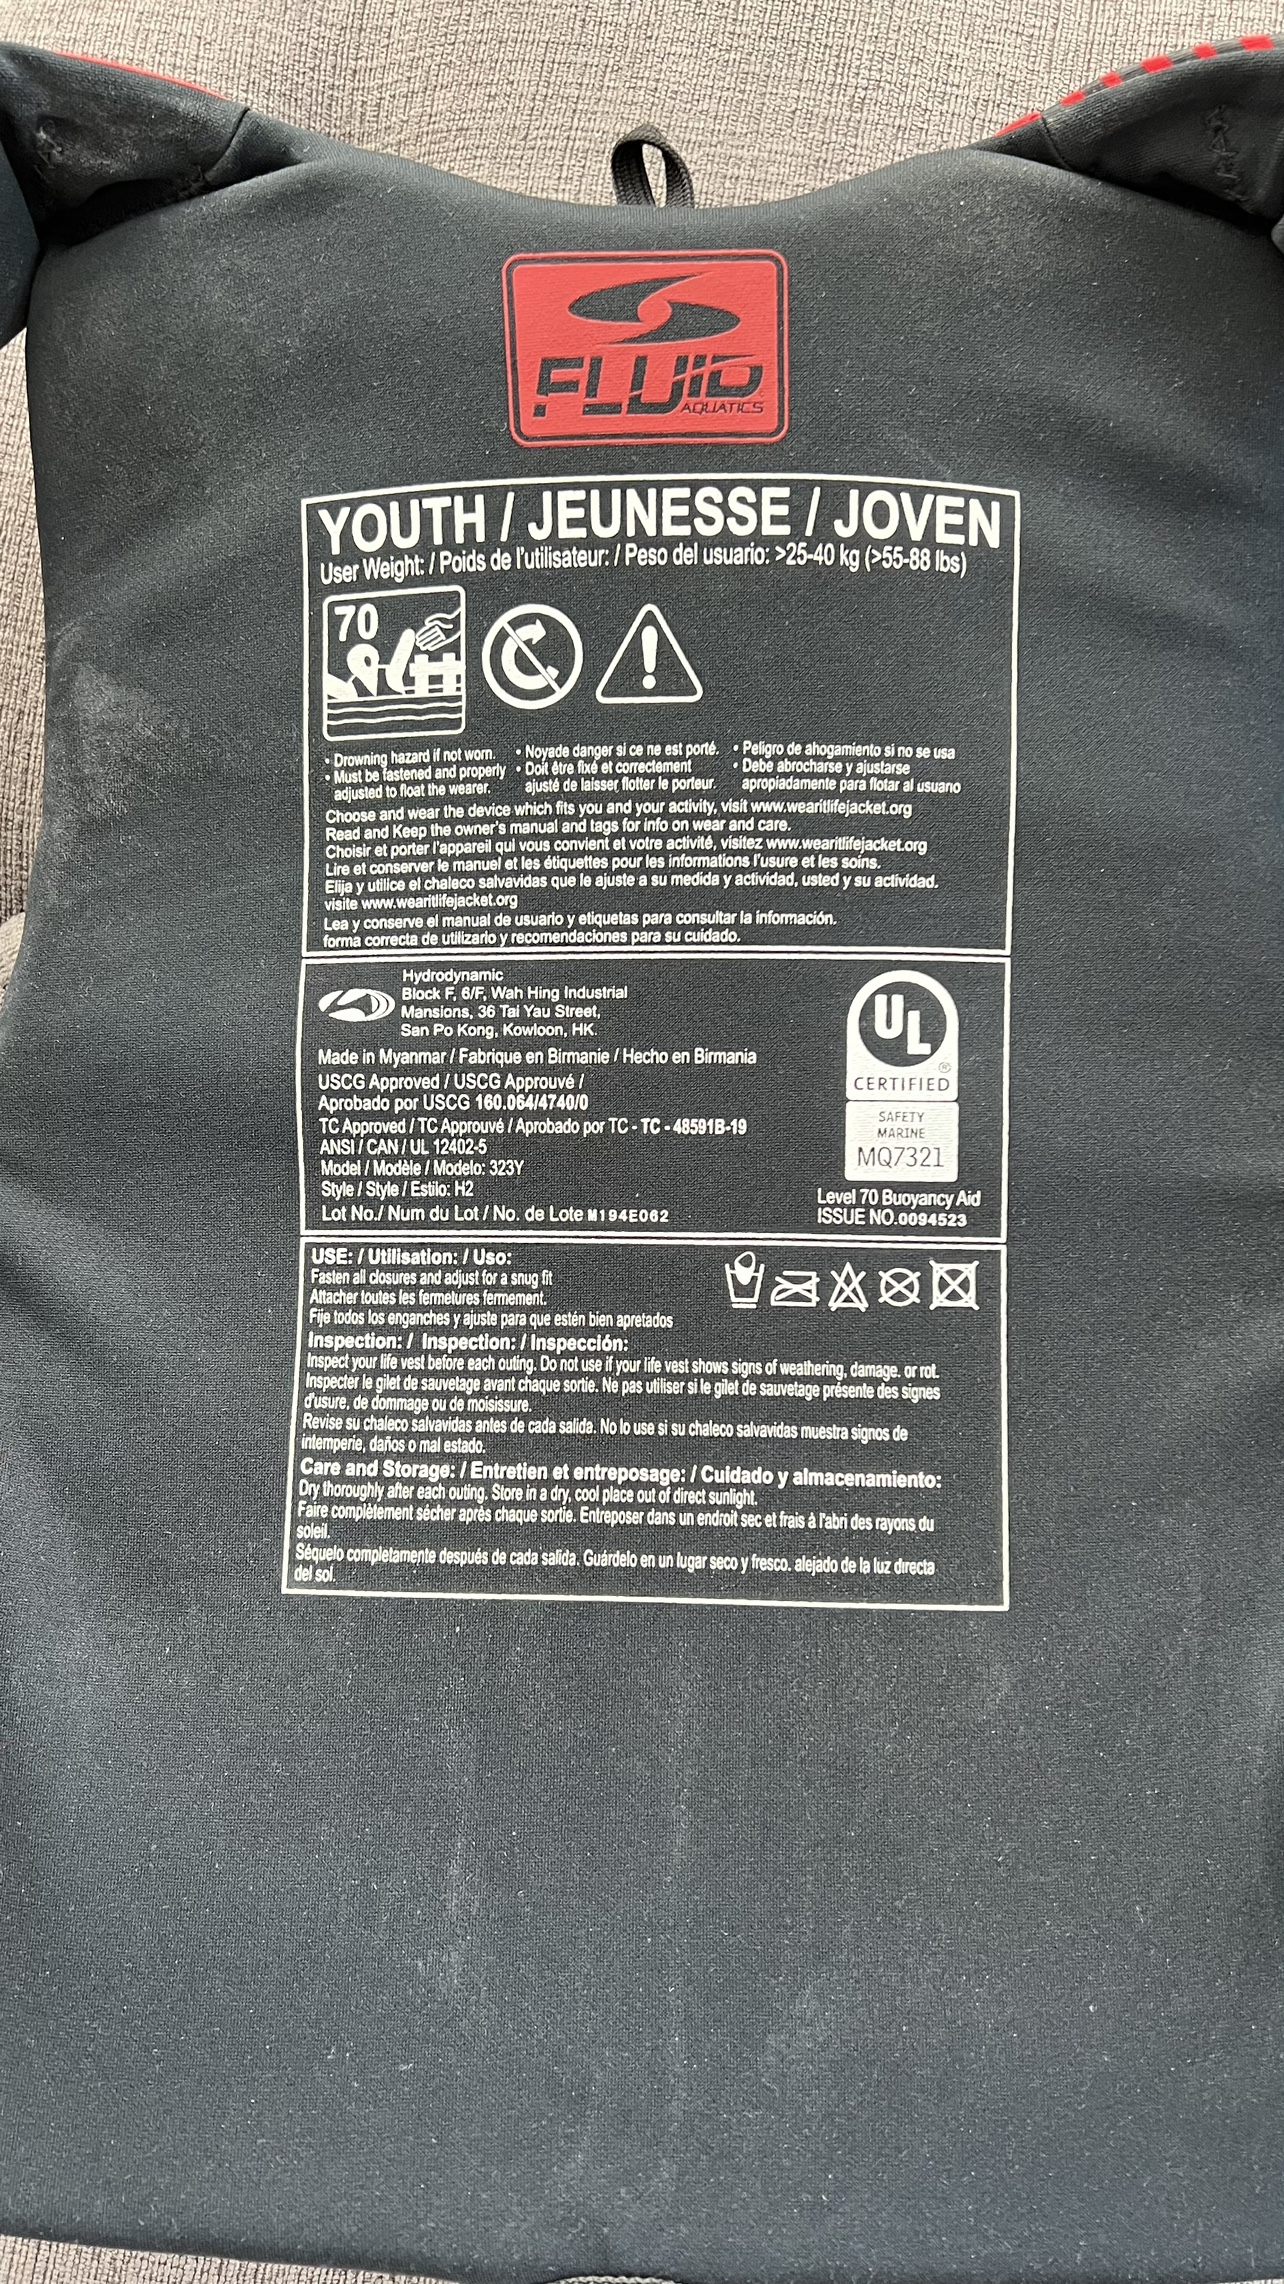 FLUID
AQUATICS
YOUTH / JEUNESSE / JOVEN
User Weight: / Poids de l'utilisateur: / Peso del usuario: >25-40 kg (>55-88 lbs)
70
• Drowning hazard if not worn.
• Must be fastened and properly
adjusted to float the wearer.
• Noyade danger si ce ne est porté.
• Doit être fixé et correctement
ajusté de laisser flotter le porteur.
• Peligro de ahogamiento si no se usa
• Debe abrocharse y ajustarse
apropiadamente para flotar al usuario
Choose and wear the device which fits you and your activity, visit www.wearitlifejacket.org
Read and Keep the owner's manual and tags for info on wear and care.
Choisir et porter l'appareil qui vous convient et votre activité, visitez www.wearitlifejacket.org
Lire et conserver le manuel et les étiquettes pour les informations l'usure et les soins.
Elija y utilice el chaleco salvavidas que le ajuste a su medida y actividad, usted y su actividad.
visite www.wearitlifejacket.org
Lea y conserve el manual de usuario y etiquetas para consultar la información.
forma correcta de utilizarlo y recomendaciones para su cuidado.
Hydrodynamic
Block F, 6/F, Wah Hing Industrial
Mansions, 36 Tai Yau Street,
San Po Kong, Kowloon, HK.
Made in Myanmar / Fabrique en Birmanie / Hecho en Birmania
USCG Approved / USCG Approuvé /
Aprobado por USCG 160.064/4740/0
TC Approved / TC Approuvé / Aprobado por TC - TC - 48591B-19
ANSI / CAN / UL 12402-5
Model / Modèle / Modelo: 323Y
Style / Style / Estilo: H2
Lot No./ Num du Lot / No. de Lote M194E062
UL
®
CERTIFIED
SAFETY
MARINE
MQ7321
Level 70 Buoyancy Aid
ISSUE NO.0094523
USE: / Utilisation: / Uso:
Fasten all closures and adjust for a snug fit
Attacher toutes les fermetures fermement.
Fije todos los enganches y ajuste para que estén bien apretados
Inspection: / Inspection: / Inspección:
Inspect your life vest before each outing. Do not use if your life vest shows signs of weathering, damage. or rot.
Inspecter le gilet de sauvetage avant chaque sortie. Ne pas utiliser si le gilet de sauvetage présente des signes
d'usure, de dommage ou de moisissure.
Revise su chaleco salvavidas antes de cada salida. No lo use si su chaleco salvavidas muestra signos de
intemperie, daños o mal estado.
Care and Storage: / Entretien et entreposage: / Cuidado y almacenamiento:
Dry thoroughly after each outing. Store in a dry, cool place out of direct sunlight.
Faire complètement sécher après chaque sortie. Entreposer dans un endroit sec et frais à l'abri des rayons du
soleil.
Séquelo completamente después de cada salida. Guárdelo en un lugar seco y fresco. alejado de la luz directa
del sol.